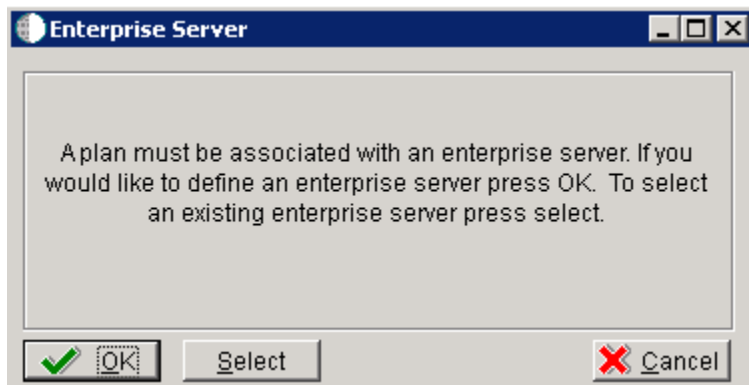 Enterprise Server
A plan must be associated with an enterprise server. If you
would like to define an enterprise server press OK.  To select
an existing enterprise server press select.
OK Select Cancel